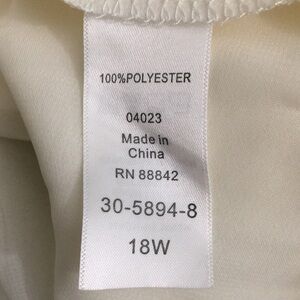 100%POLYESTER
04023
Made in
China
RN 88842
30-5894-8
18W